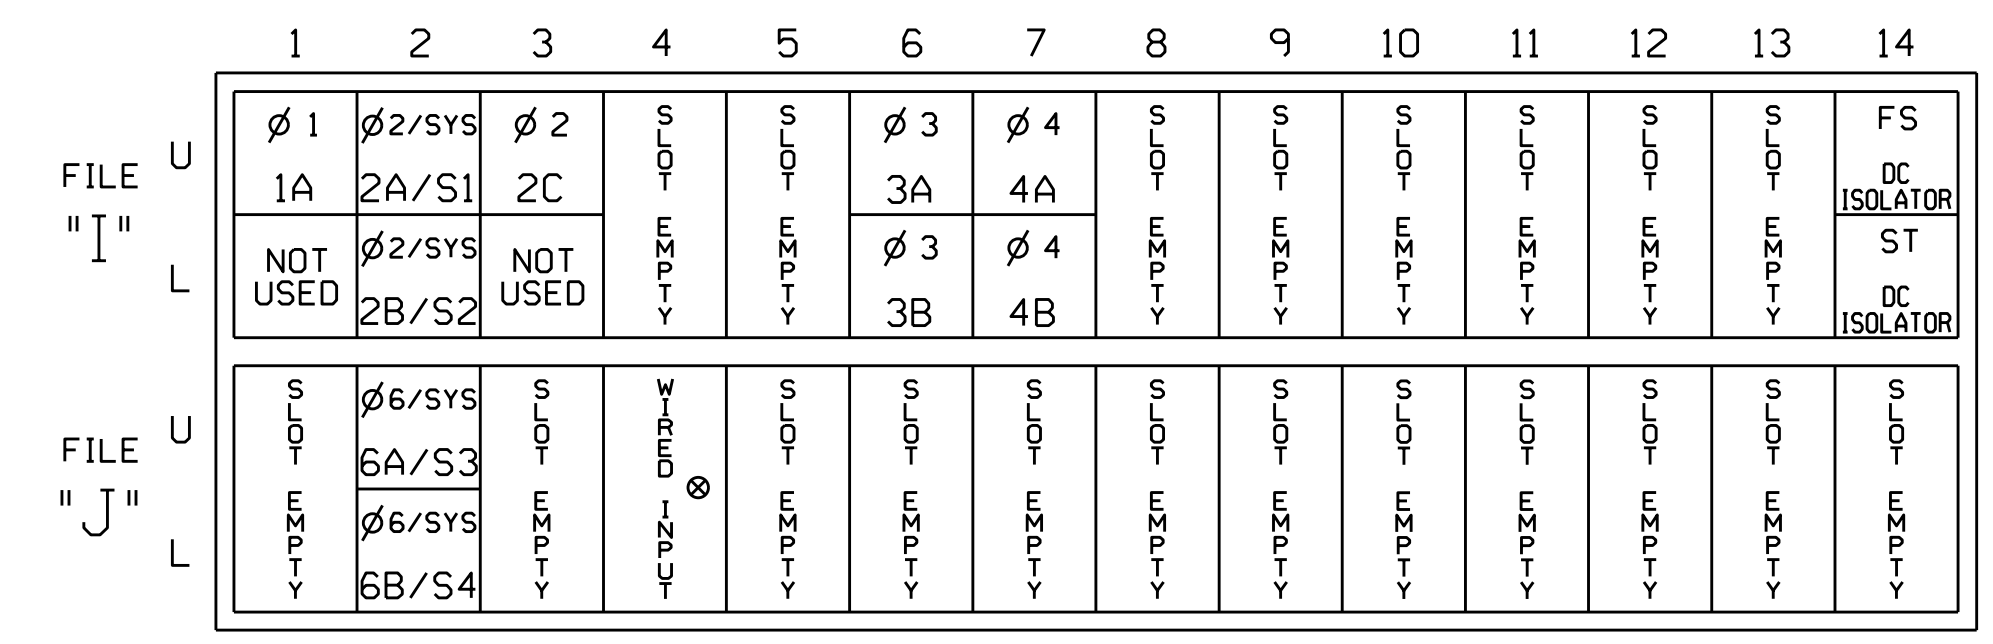 1 2 3 4 5 6 7 8 9 10 11 12 13 14
FILE "I"
U
Ø 1 1A
Ø2/SYS 2A/S1
Ø 2 2C
SLOT EMPTY
SLOT EMPTY
Ø 3 3A
Ø 4 4A
SLOT EMPTY
SLOT EMPTY
SLOT EMPTY
SLOT EMPTY
SLOT EMPTY
SLOT EMPTY
FS DC ISOLATOR
L
NOT USED
Ø2/SYS 2B/S2
NOT USED
Ø 3 3B
Ø 4 4B
ST DC ISOLATOR
FILE "J"
U
SLOT EMPTY
Ø6/SYS 6A/S3
SLOT EMPTY
WIRED INPUT ⊗
SLOT EMPTY
SLOT EMPTY
SLOT EMPTY
SLOT EMPTY
SLOT EMPTY
SLOT EMPTY
SLOT EMPTY
SLOT EMPTY
SLOT EMPTY
SLOT EMPTY
L
Ø6/SYS 6B/S4